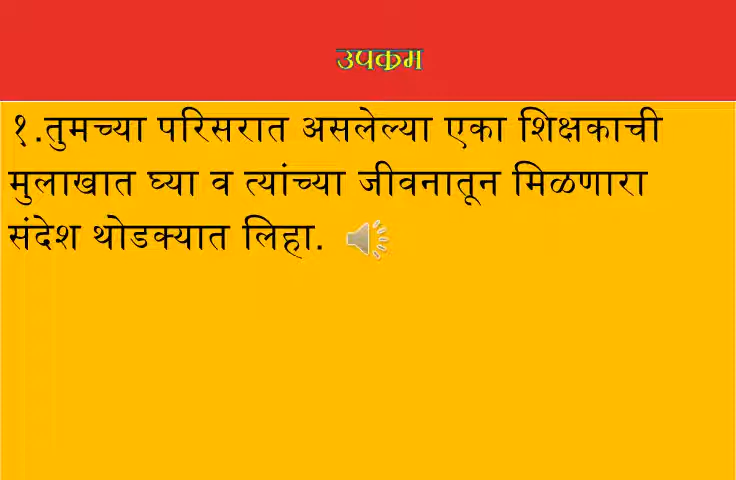 उपक्रम
१.तुमच्या परिसरात असलेल्या एका शिक्षकाची
मुलाखात घ्या व त्यांच्या जीवनातून मिळणारा
संदेश थोडक्यात लिहा.